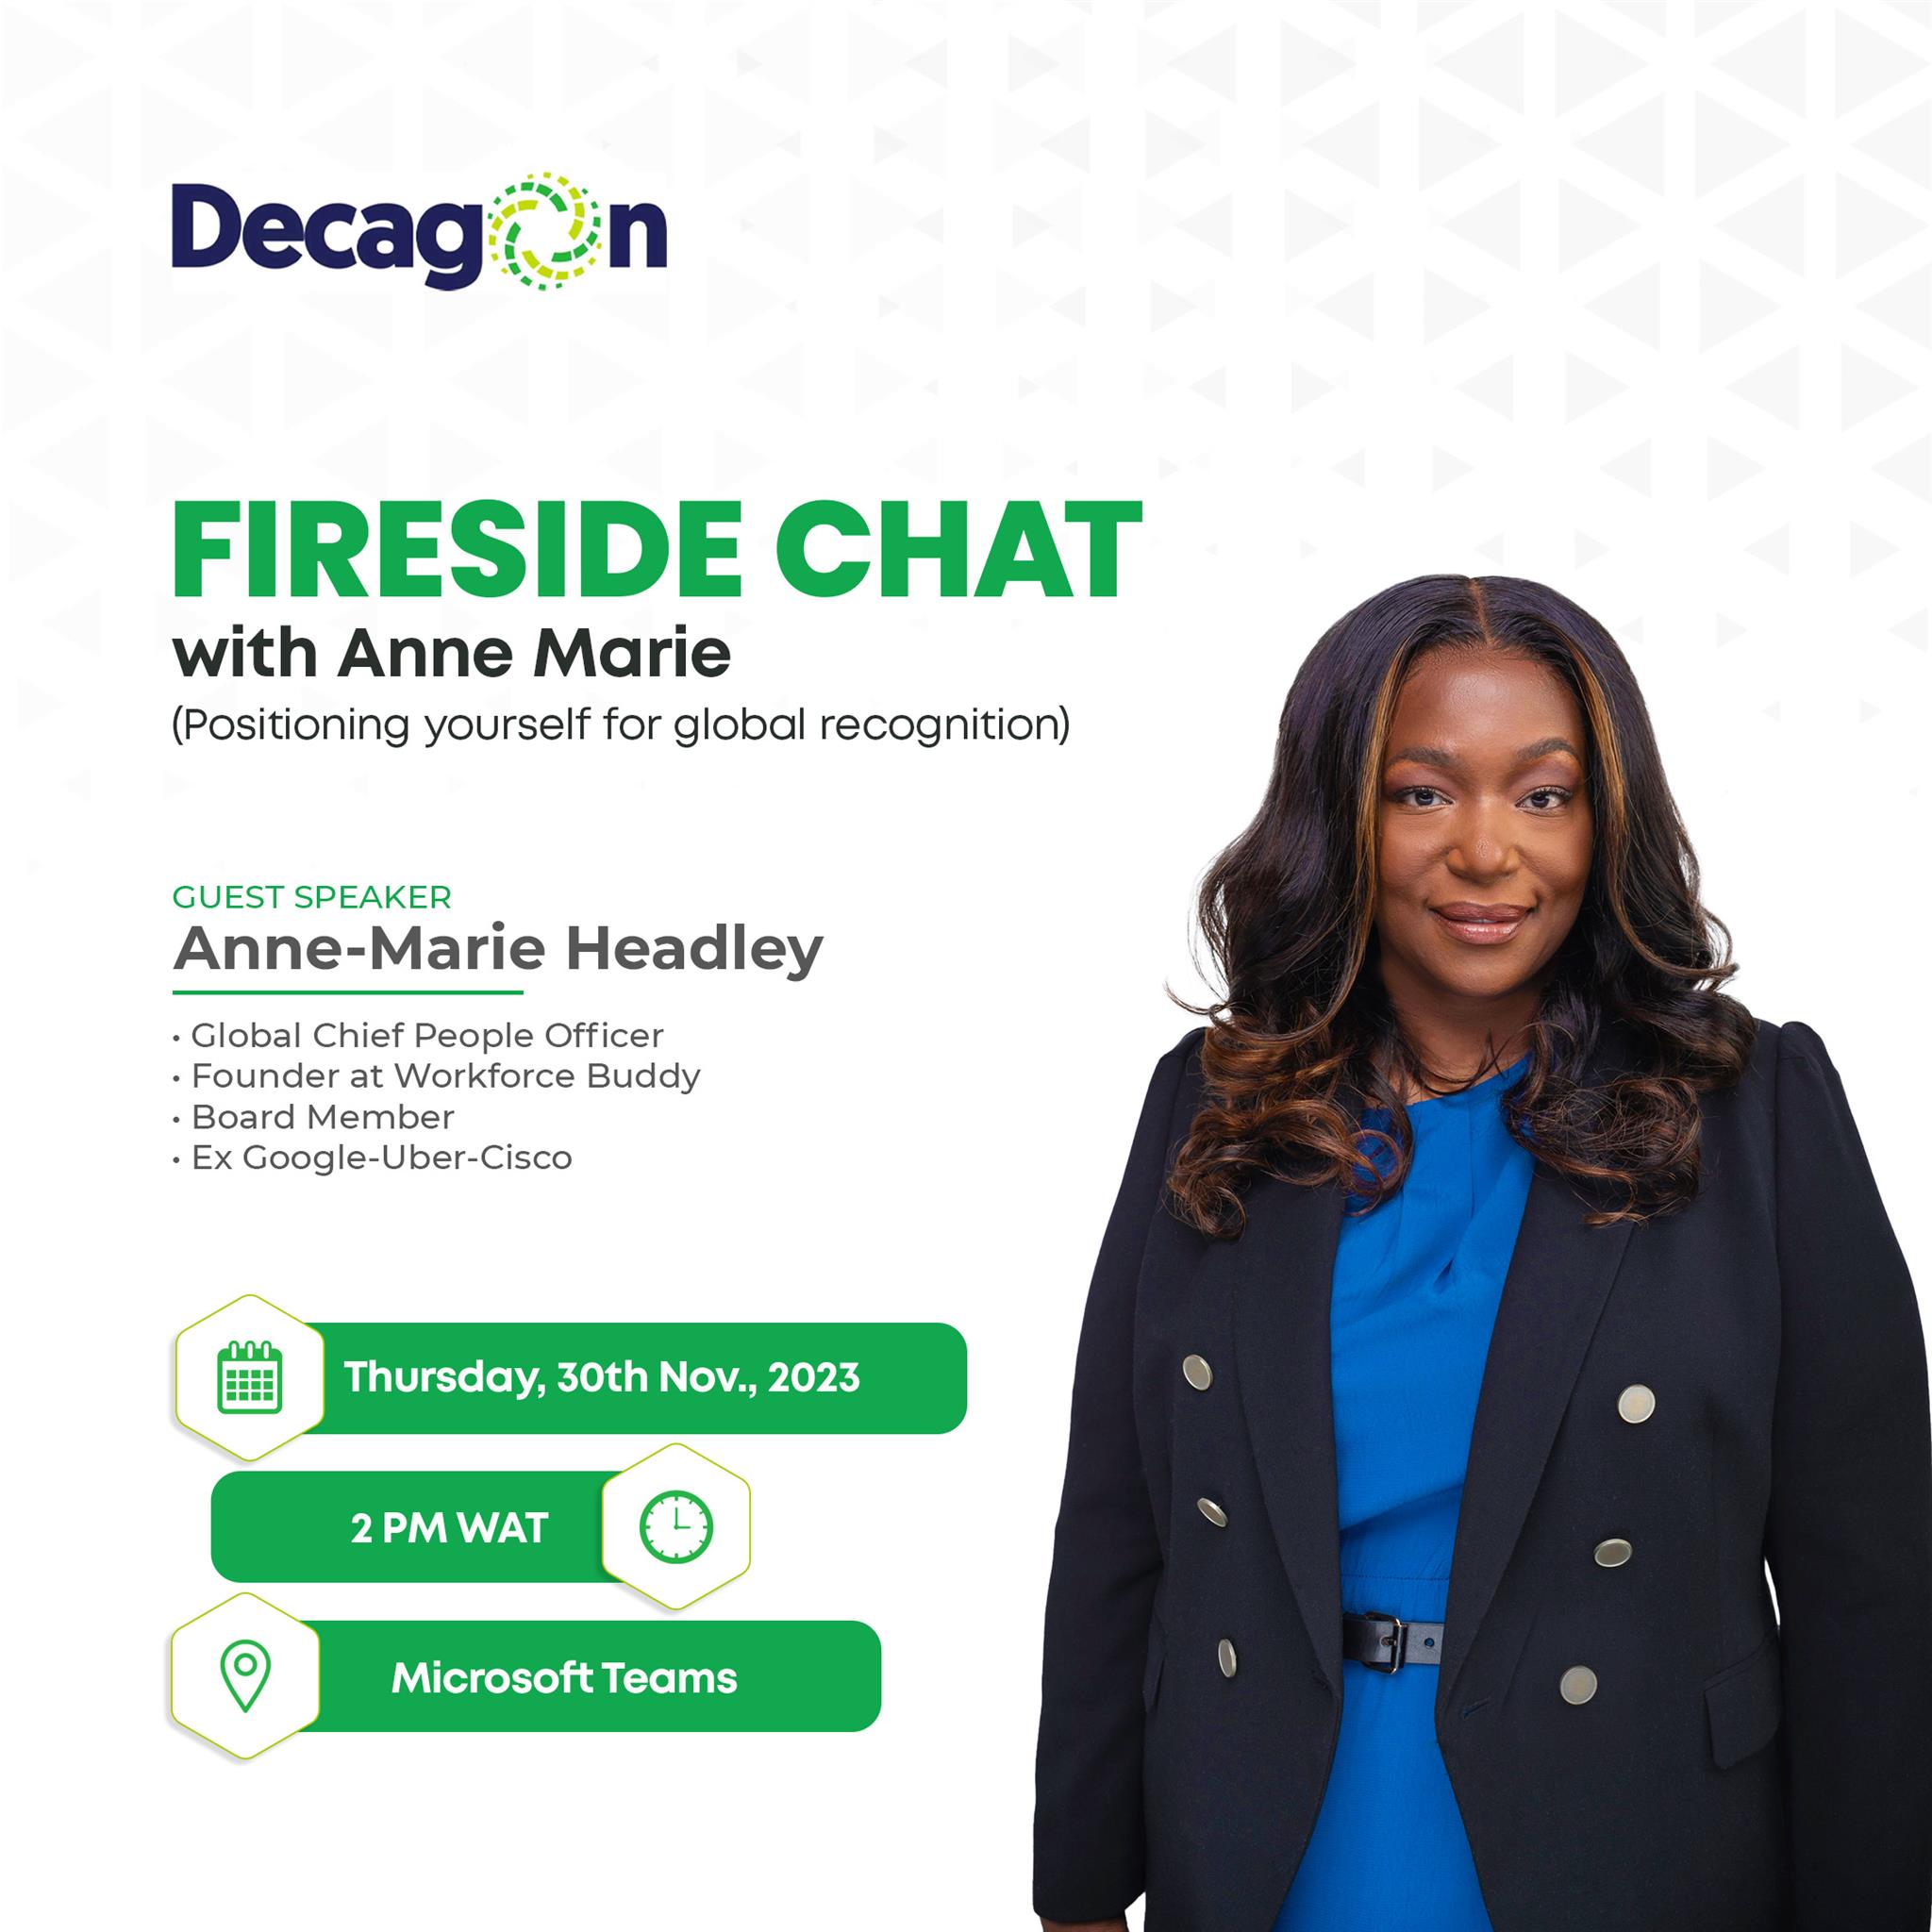 Decagon
FIRESIDE CHAT
with Anne Marie
(Positioning yourself for global recognition)
GUEST SPEAKER
Anne-Marie Headley
• Global Chief People Officer
• Founder at Workforce Buddy
• Board Member
• Ex Google-Uber-Cisco
Thursday, 30th Nov., 2023
2 PM WAT
Microsoft Teams